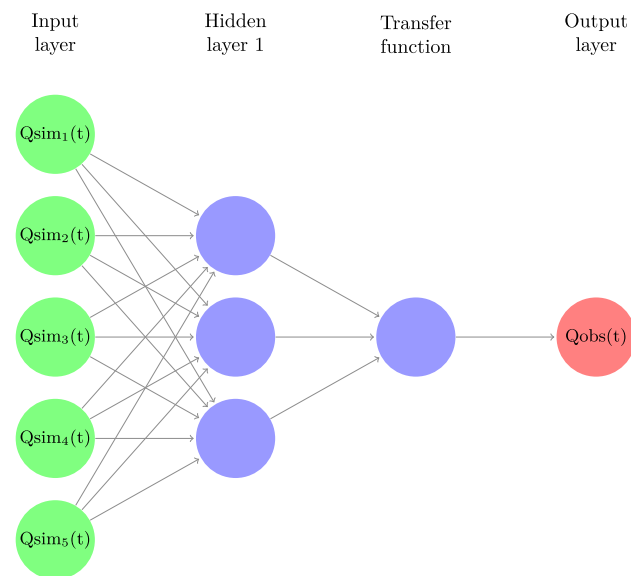 Input
layer
Hidden
layer 1
Transfer
function
Output
layer
Qsim₁(t)
Qsim₂(t)
Qsim₃(t)
Qobs(t)
Qsim₄(t)
Qsim₅(t)